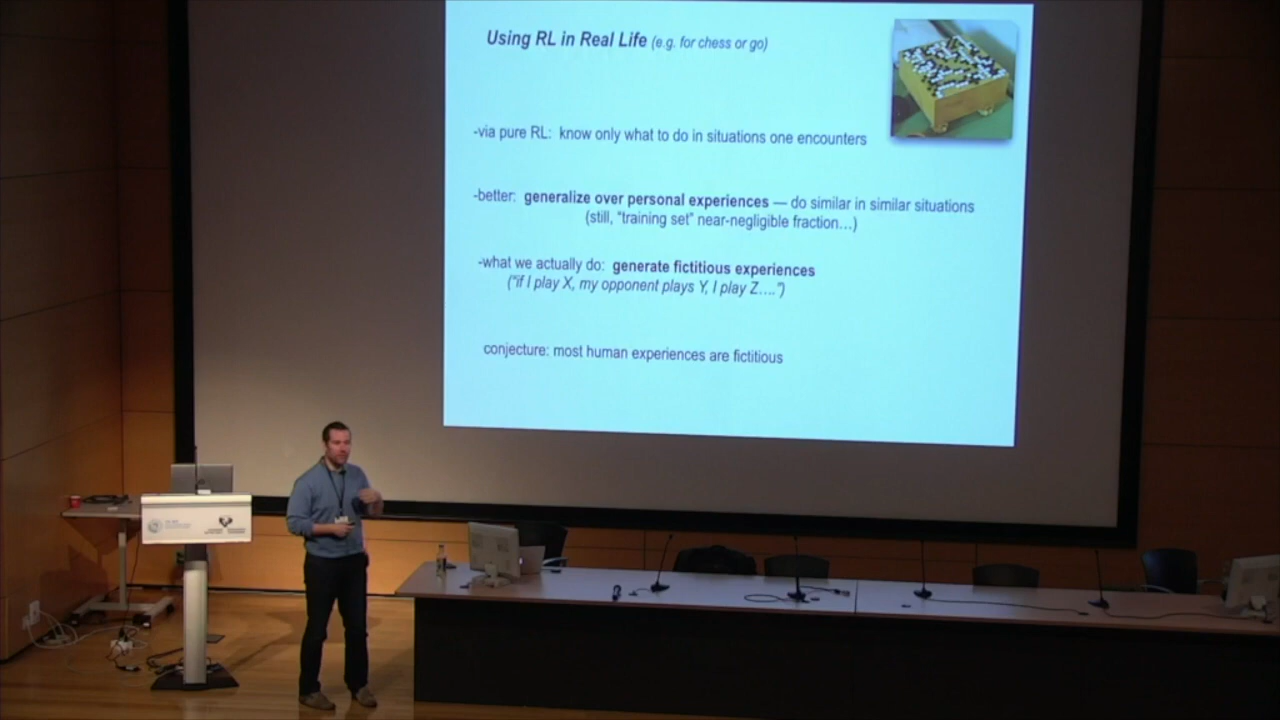 Using RL in Real Life (e.g. for chess or go)
-via pure RL: know only what to do in situations one encounters
-better: generalize over personal experiences — do similar in similar situations
(still, "training set" near-negligible fraction…)
-what we actually do: generate fictitious experiences
("if I play X, my opponent plays Y, I play Z….")
conjecture: most human experiences are fictitious